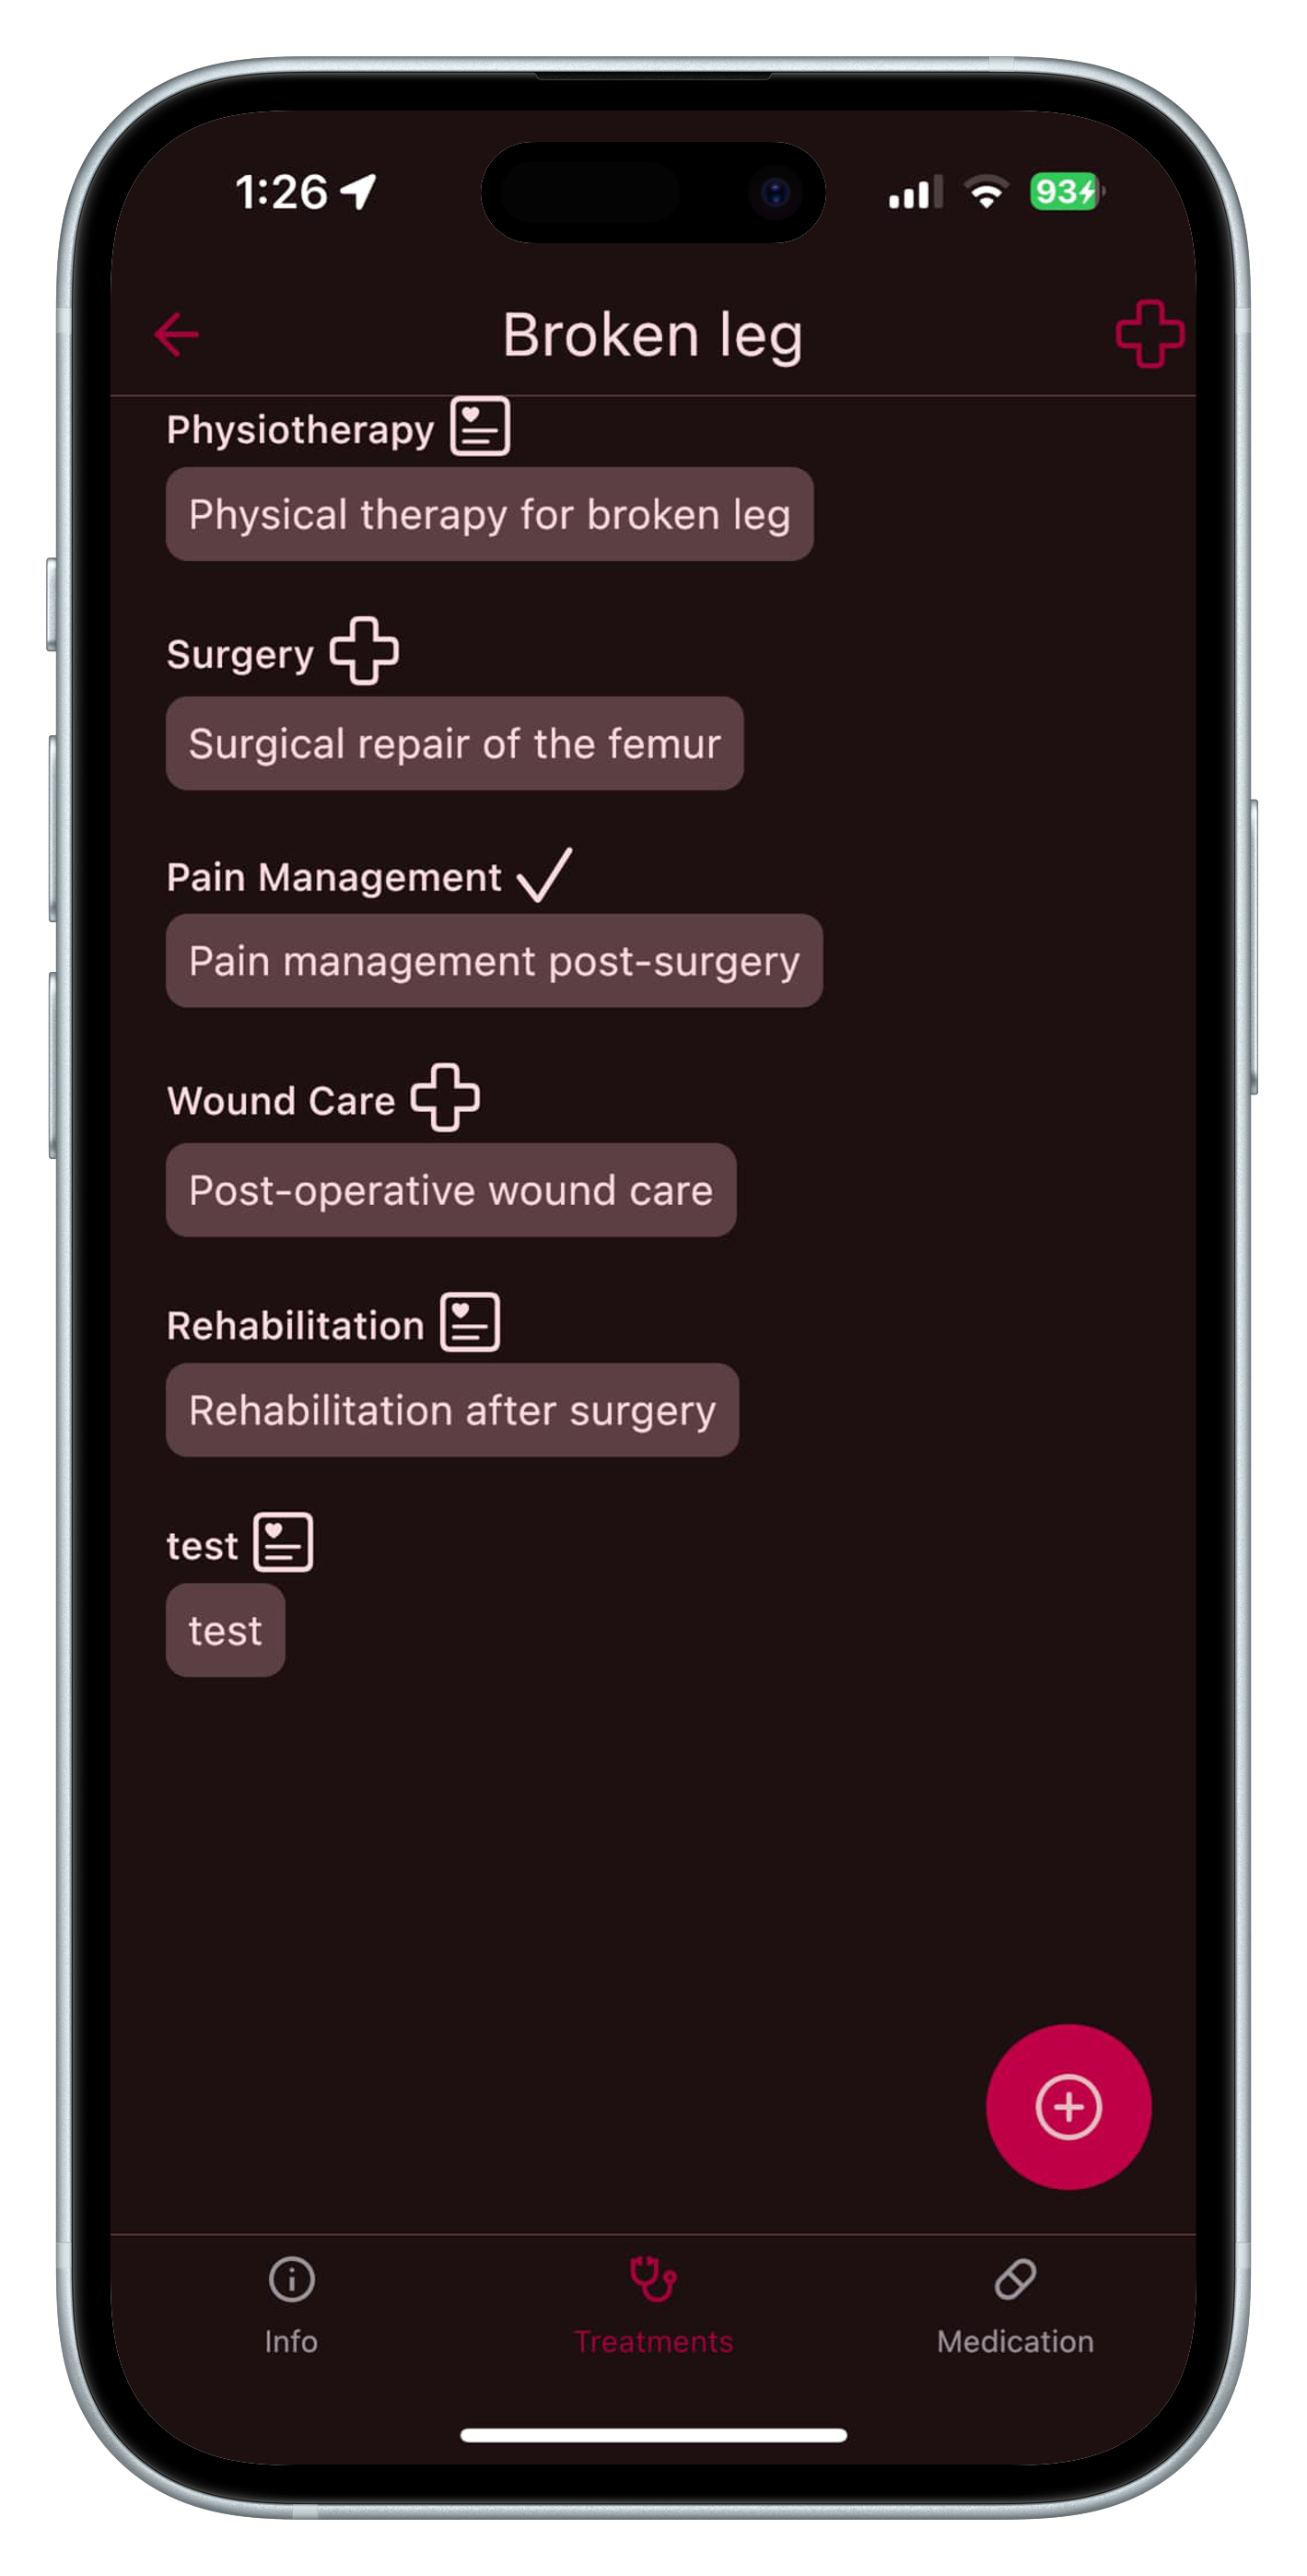 1:26
93
Broken leg
Physiotherapy
Physical therapy for broken leg
Surgery
Surgical repair of the femur
Pain Management
Pain management post-surgery
Wound Care
Post-operative wound care
Rehabilitation
Rehabilitation after surgery
test
test
Info
Treatments
Medication